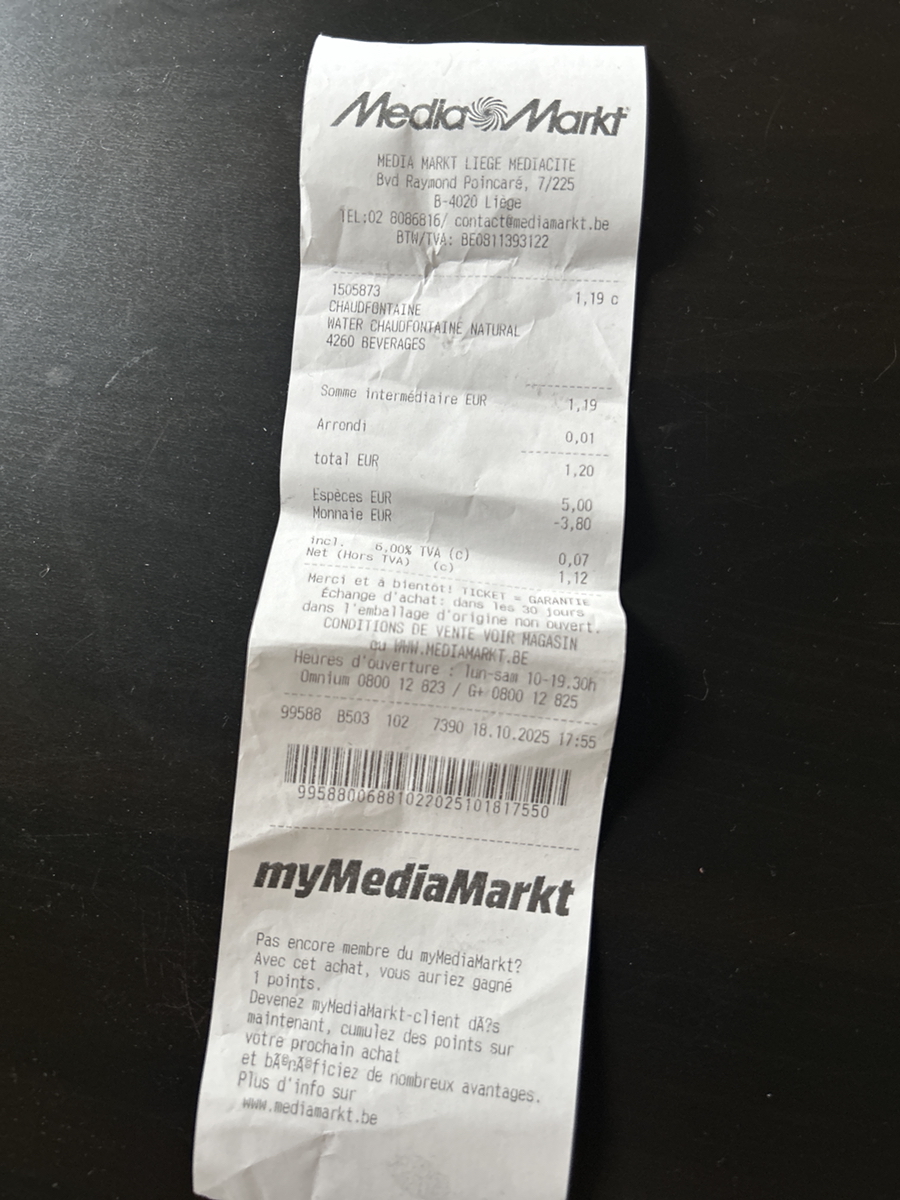 Media Markt
MEDIA MARKT LIEGE MEDIACITE
Bvd Raymond Poincaré, 7/225
B-4020 Liège
TEL:02 8086816/ contact@mediamarkt.be
BTW/TVA: BE0811393122
1505873 1,19 c
CHAUDFONTAINE
WATER CHAUDFONTAINE NATURAL
4260 BEVERAGES
Somme intermédiaire EUR 1,19
Arrondi 0,01
total EUR 1,20
Espèces EUR 5,00
Monnaie EUR -3,80
incl. 6,00% TVA (c) 0,07
Net (Hors TVA) (c) 1,12
Merci et à bientôt! TICKET = GARANTIE
Échange d'achat: dans les 30 jours
dans l'emballage d'origine non ouvert.
CONDITIONS DE VENTE VOIR MAGASIN
ou WWW.MEDIAMARKT.BE
Heures d'ouverture : lun-sam 10-19.30h
Omnium 0800 12 823 / G+ 0800 12 825
99588 B503 102 7390 18.10.2025 17:55
9958800688102202510181​7550
myMediaMarkt
Pas encore membre du myMediaMarkt?
Avec cet achat, vous auriez gagné
1 points.
Devenez myMediaMarkt-client dÃ?s
maintenant, cumulez des points sur
votre prochain achat
et bÃ©nÃ©ficiez de nombreux avantages.
Plus d'info sur
www.mediamarkt.be